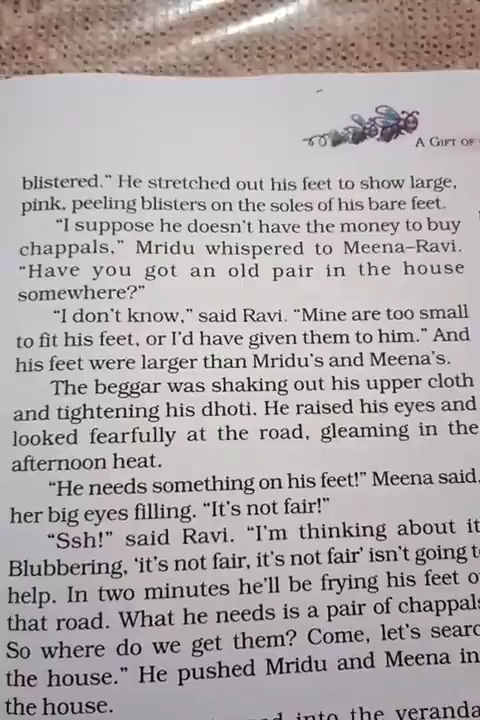 A GIFT OF
blistered." He stretched out his feet to show large,
pink, peeling blisters on the soles of his bare feet.
"I suppose he doesn't have the money to buy
chappals," Mridu whispered to Meena–Ravi.
"Have you got an old pair in the house
somewhere?"
"I don't know," said Ravi. "Mine are too small
to fit his feet, or I'd have given them to him." And
his feet were larger than Mridu's and Meena's.
The beggar was shaking out his upper cloth
and tightening his dhoti. He raised his eyes and
looked fearfully at the road, gleaming in the
afternoon heat.
"He needs something on his feet!" Meena said,
her big eyes filling. "It's not fair!"
"Ssh!" said Ravi. "I'm thinking about it
Blubbering, 'it's not fair, it's not fair' isn't going
help. In two minutes he'll be frying his feet
that road. What he needs is a pair of chappals
So where do we get them? Come, let's
the house." He pushed Mridu and Meena in
the house.
into the veranda